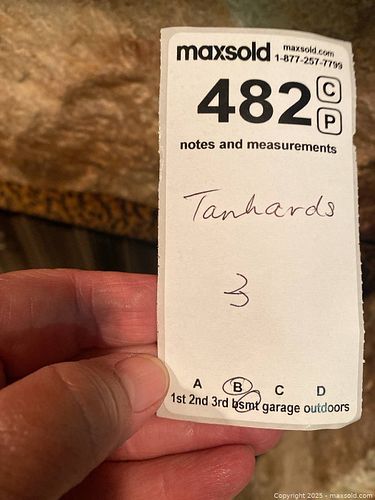 maxsold maxsold.com
1-877-257-7799
482 C
P
notes and measurements
Tanhards
3
A B C D
1st 2nd 3rd bsmt garage outdoors
Copyright 2025 - maxsold.com